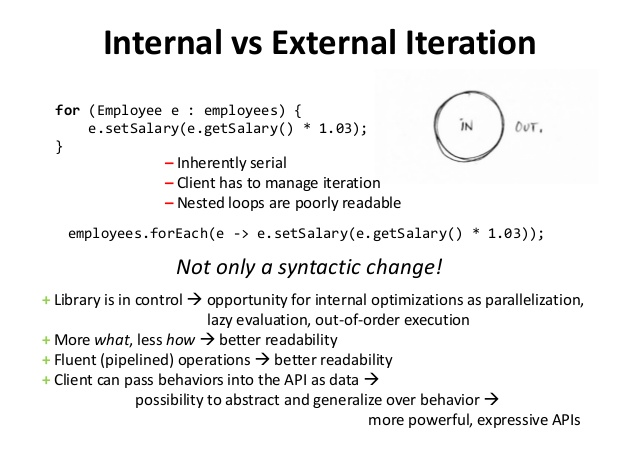 Internal vs External Iteration
for (Employee e : employees) {
e.setSalary(e.getSalary() * 1.03);
}
IN OUT.
– Inherently serial
– Client has to manage iteration
– Nested loops are poorly readable
employees.forEach(e -> e.setSalary(e.getSalary() * 1.03));
Not only a syntactic change!
+ Library is in control → opportunity for internal optimizations as parallelization,
lazy evaluation, out-of-order execution
+ More what, less how → better readability
+ Fluent (pipelined) operations → better readability
+ Client can pass behaviors into the API as data →
possibility to abstract and generalize over behavior →
more powerful, expressive APIs